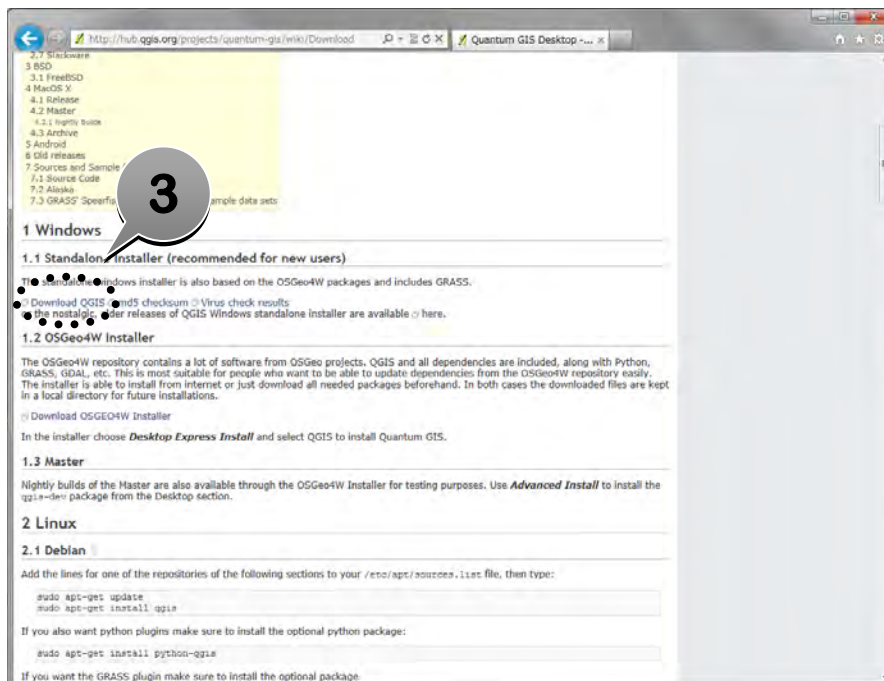 http://hub.qgis.org/projects/quantum-gis/wiki/Download
Quantum GIS Desktop -...
2.7 Slackware
3 BSD
3.1 FreeBSD
4 MacOS X
4.1 Release
4.2 Master
4.2.1 Nightly Builds
4.3 Archive
5 Android
6 Old releases
7 Sources and Sample
7.1 Source Code
7.2 Alaska
7.3 GRASS' Spearfis ample data sets
3
1 Windows
1.1 Standalone Installer (recommended for new users)
The standalone windows installer is also based on the OSGeo4W packages and includes GRASS.
Download QGIS md5 checksum Virus check results
the nostalgic, older releases of QGIS Windows standalone installer are available here.
1.2 OSGeo4W Installer
The OSGeo4W repository contains a lot of software from OSGeo projects. QGIS and all dependencies are included, along with Python,
GRASS, GDAL, etc. This is most suitable for people who want to be able to update dependencies from the OSGeo4W repository easily.
The installer is able to install from internet or just download all needed packages beforehand. In both cases the downloaded files are kept
in a local directory for future installations.
Download OSGEO4W Installer
In the installer choose Desktop Express Install and select QGIS to install Quantum GIS.
1.3 Master
Nightly builds of the Master are also available through the OSGeo4W Installer for testing purposes. Use Advanced Install to install the
qgis-dev package from the Desktop section.
2 Linux
2.1 Debian
Add the lines for one of the repositories of the following sections to your /etc/apt/sources.list file, then type:
sudo apt-get update
sudo apt-get install qgis
If you also want python plugins make sure to install the optional python package:
sudo apt-get install python-qgis
If you want the GRASS plugin make sure to install the optional package